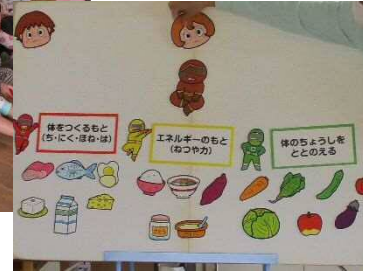 体をつくるもと
(ち・にく・ほね・は)
エネルギーのもと
(ねつや力)
体のちょうしを
ととのえる